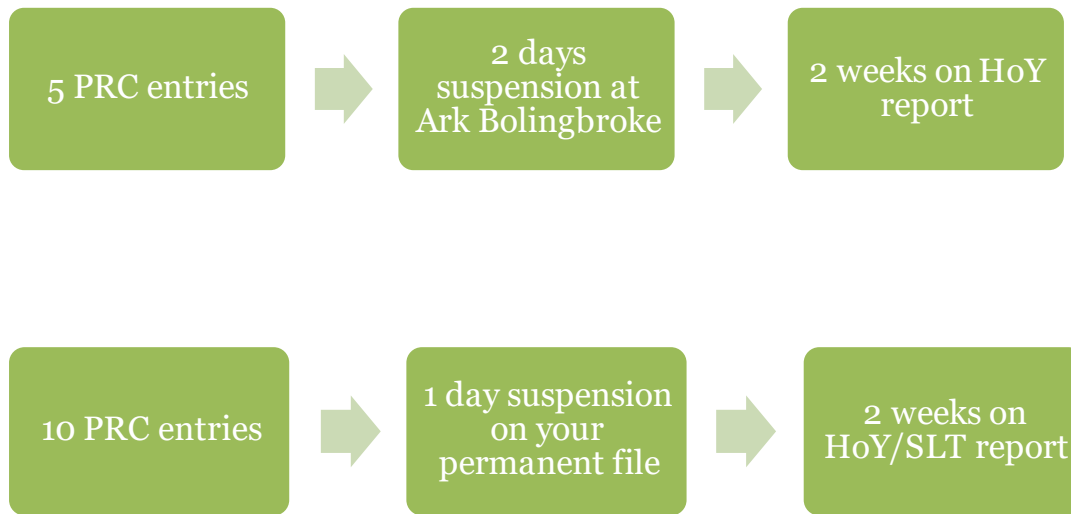 5 PRC entries
2 days
suspension at
Ark Bolingbroke
2 weeks on HoY
report
10 PRC entries
1 day suspension
on your
permanent file
2 weeks on
HoY/SLT report